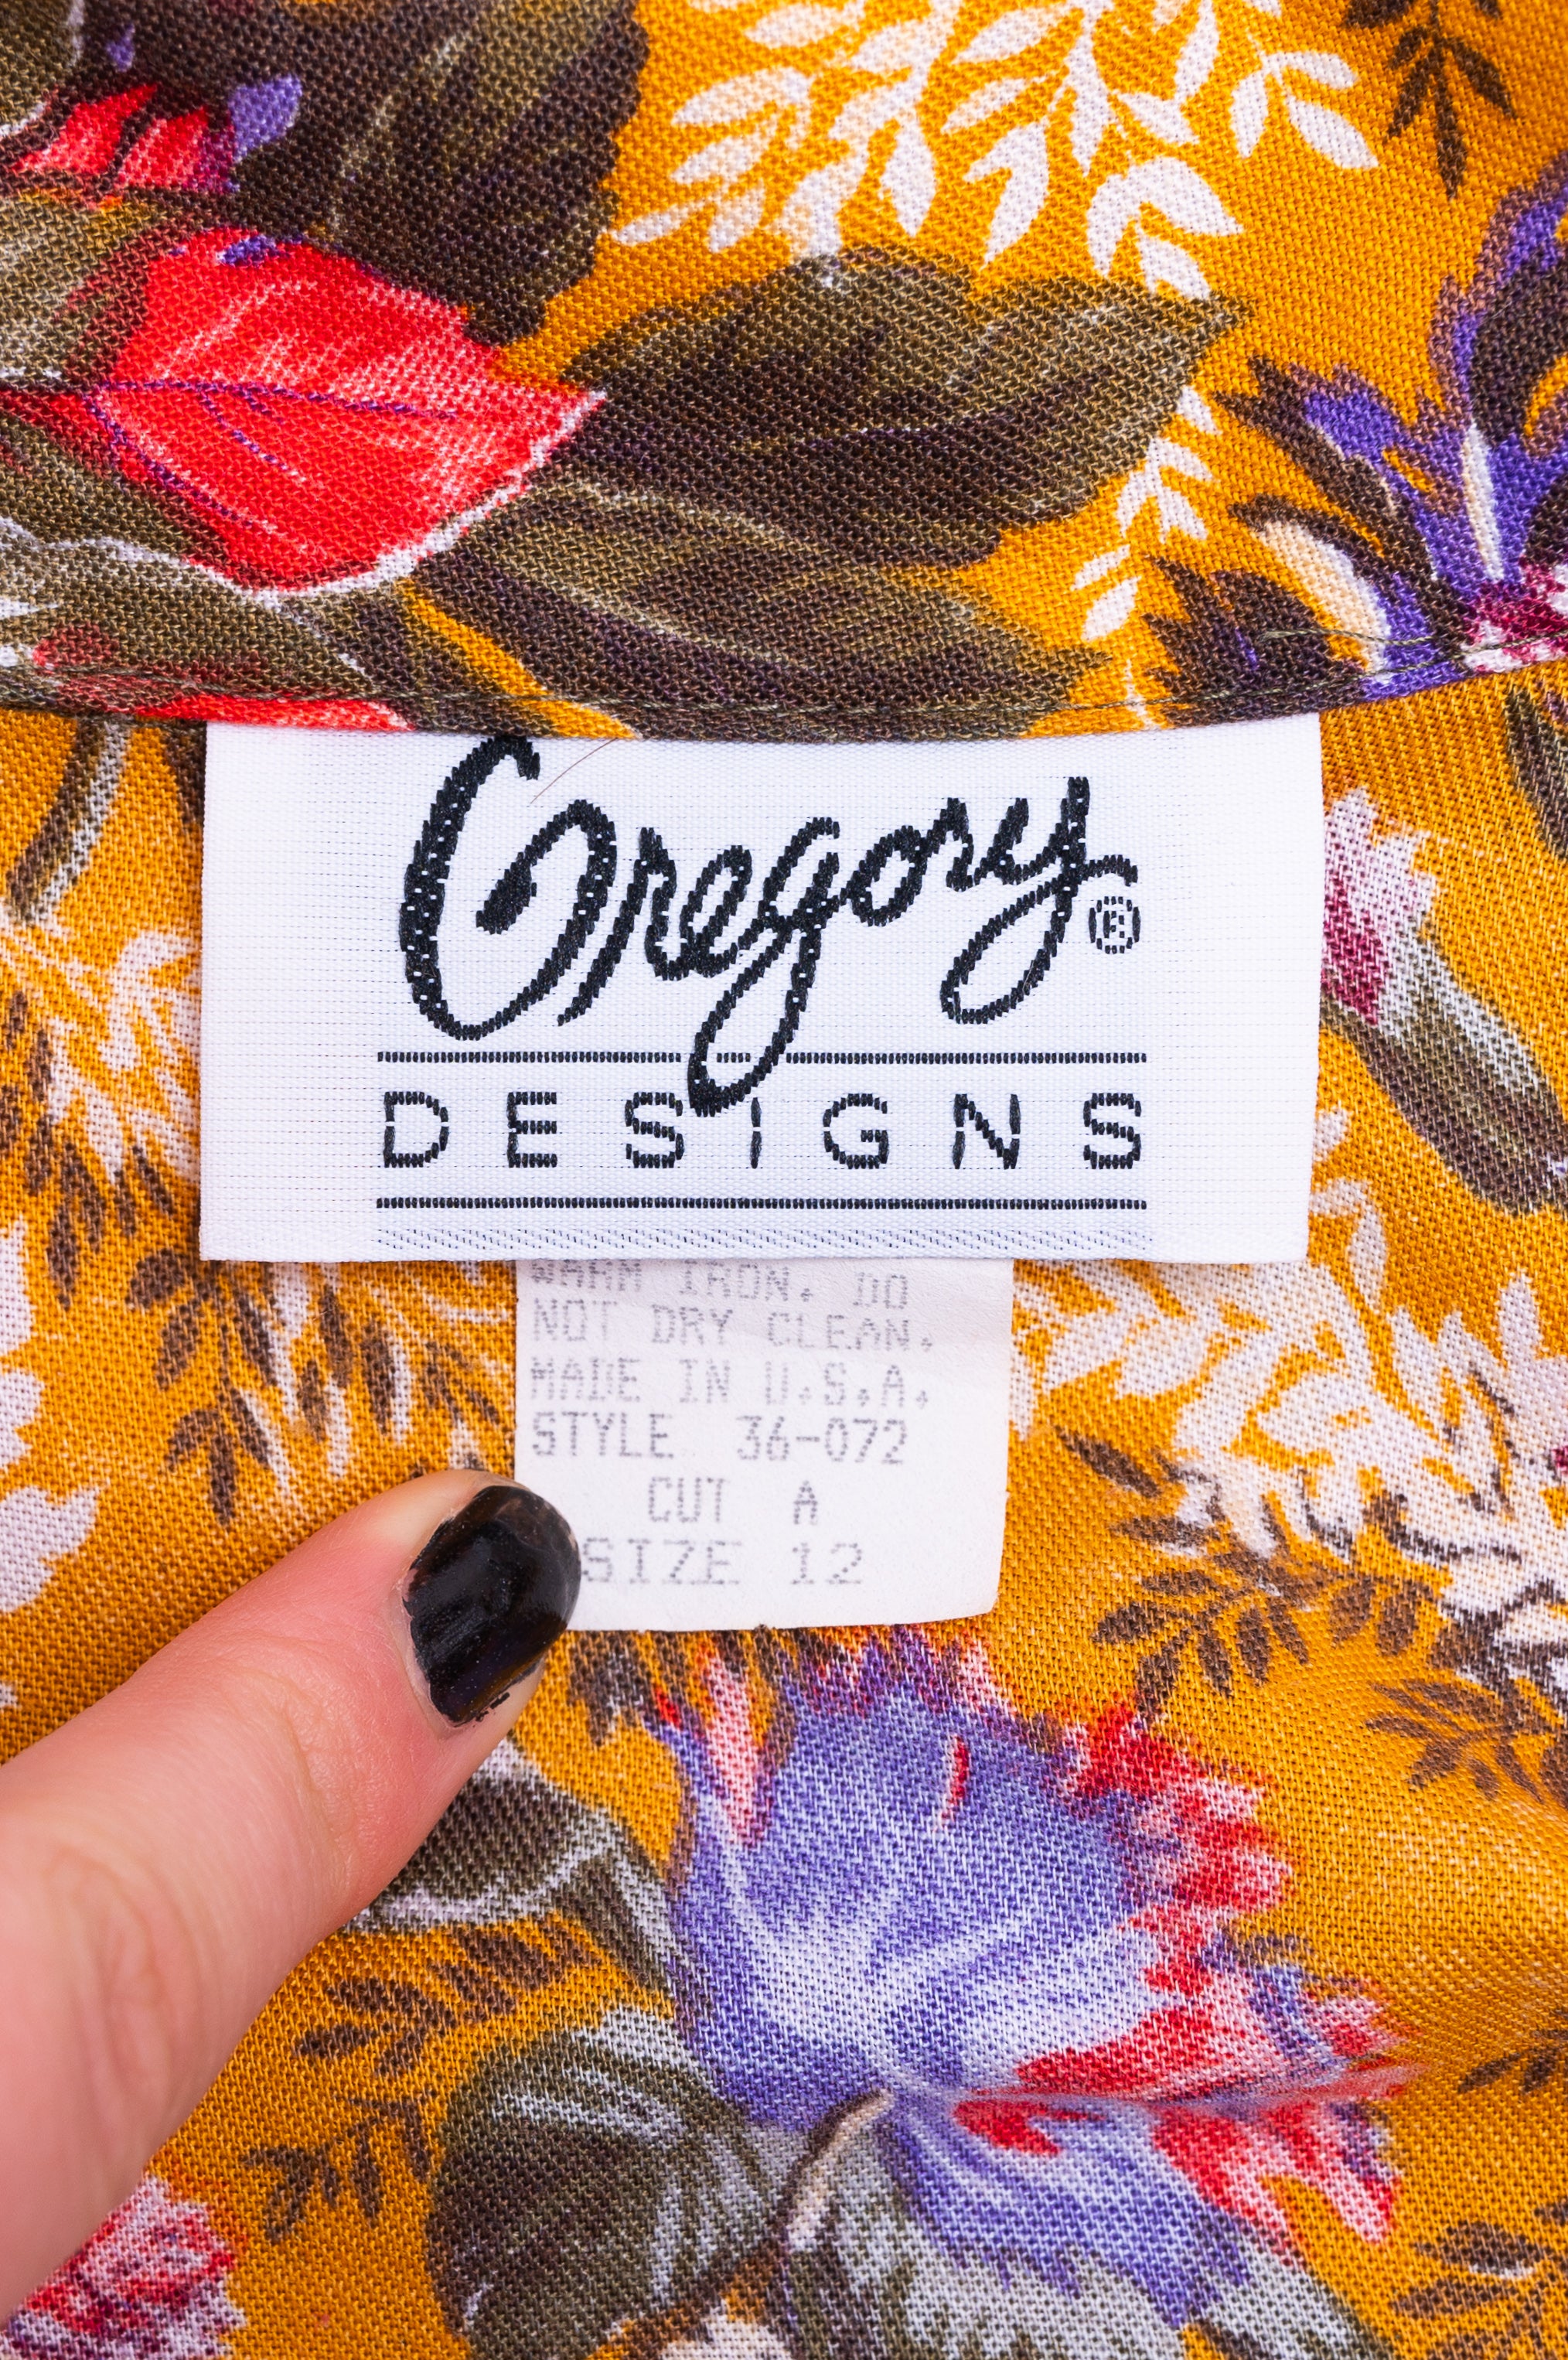 Gregory®
DESIGNS
WARM IRON. DO
NOT DRY CLEAN.
MADE IN U.S.A.
STYLE 36-072
CUT A
SIZE 12